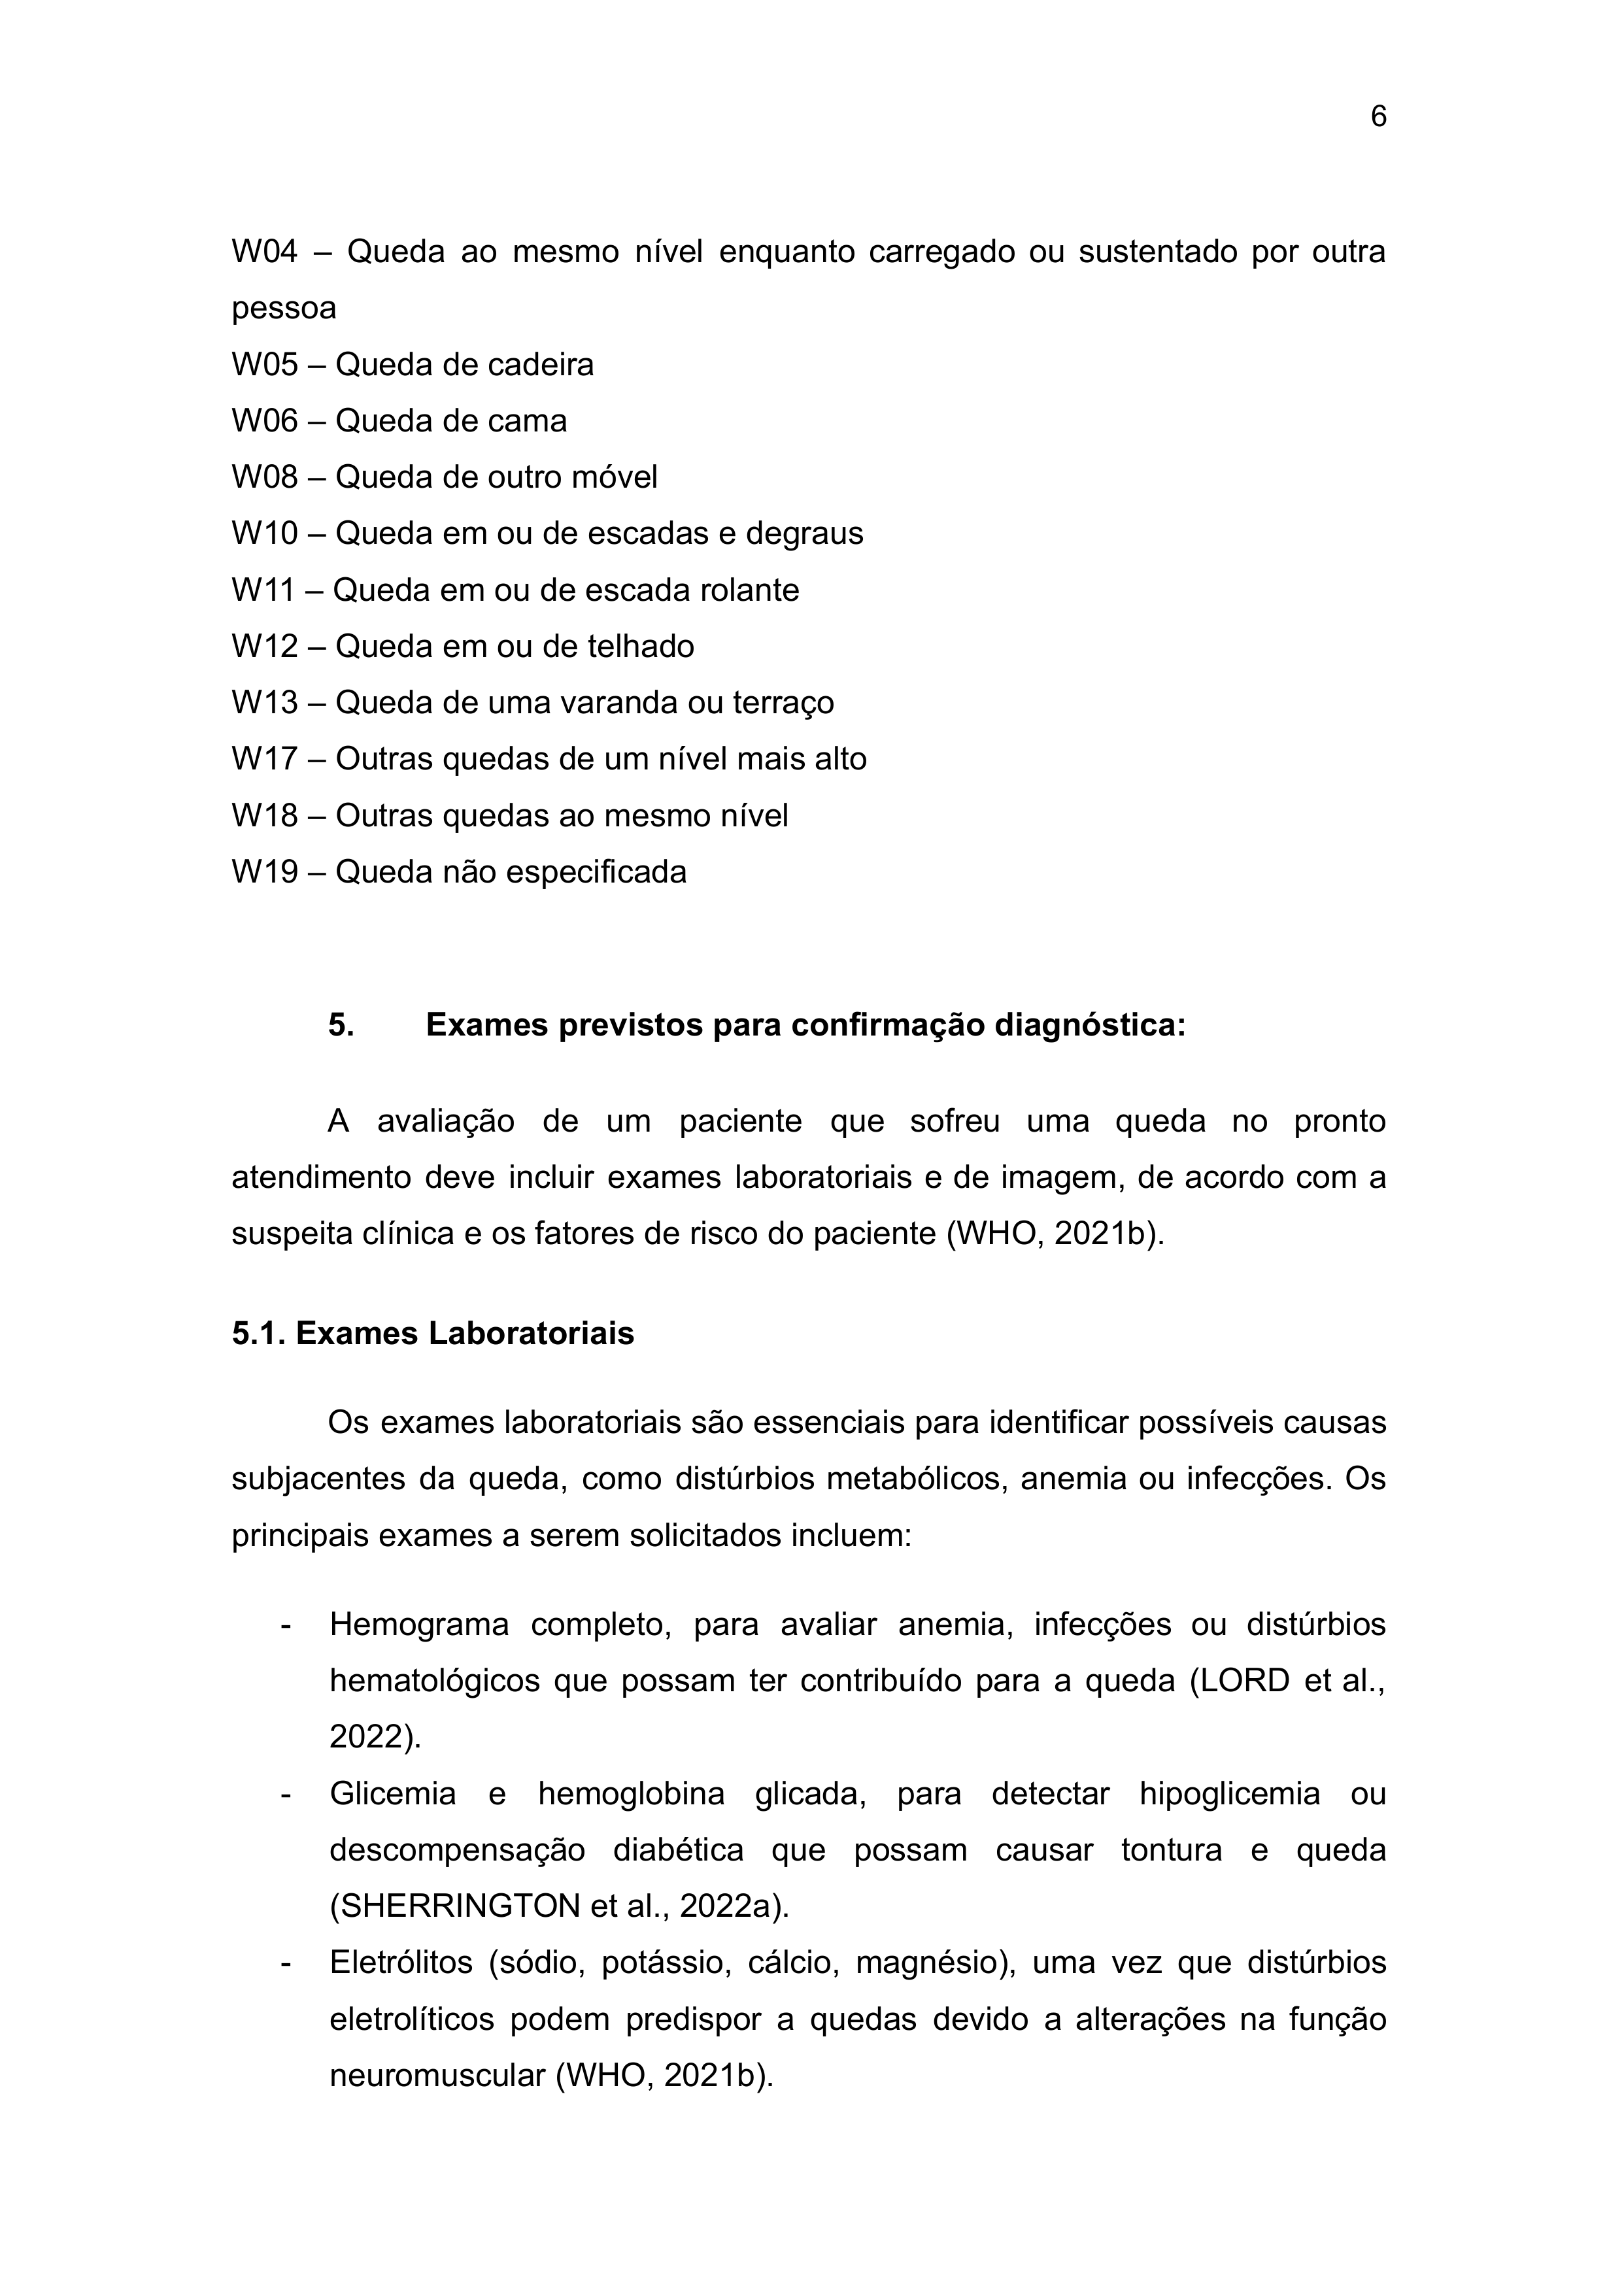 6
W04 – Queda ao mesmo nível enquanto carregado ou sustentado por outra
pessoa
W05 – Queda de cadeira
W06 – Queda de cama
W08 – Queda de outro móvel
W10 – Queda em ou de escadas e degraus
W11 – Queda em ou de escada rolante
W12 – Queda em ou de telhado
W13 – Queda de uma varanda ou terraço
W17 – Outras quedas de um nível mais alto
W18 – Outras quedas ao mesmo nível
W19 – Queda não especificada
5. Exames previstos para confirmação diagnóstica:
A avaliação de um paciente que sofreu uma queda no pronto
atendimento deve incluir exames laboratoriais e de imagem, de acordo com a
suspeita clínica e os fatores de risco do paciente (WHO, 2021b).
5.1. Exames Laboratoriais
Os exames laboratoriais são essenciais para identificar possíveis causas
subjacentes da queda, como distúrbios metabólicos, anemia ou infecções. Os
principais exames a serem solicitados incluem:
- Hemograma completo, para avaliar anemia, infecções ou distúrbios
hematológicos que possam ter contribuído para a queda (LORD et al.,
2022).
- Glicemia e hemoglobina glicada, para detectar hipoglicemia ou
descompensação diabética que possam causar tontura e queda
(SHERRINGTON et al., 2022a).
- Eletrólitos (sódio, potássio, cálcio, magnésio), uma vez que distúrbios
eletrolíticos podem predispor a quedas devido a alterações na função
neuromuscular (WHO, 2021b).